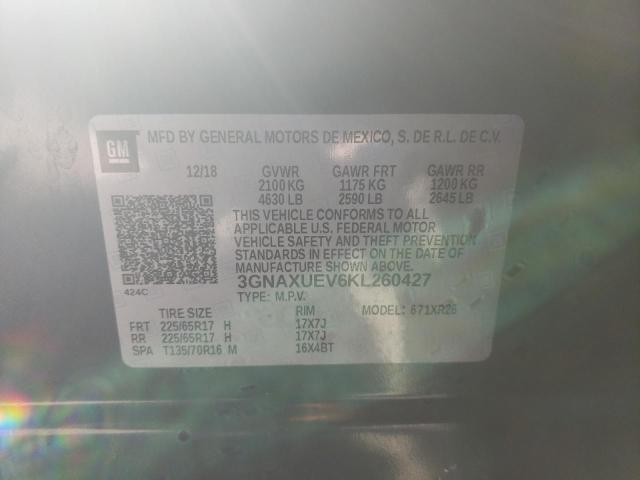 GM MFD BY GENERAL MOTORS DE MEXICO, S. DE R.L. DE C.V.
12/18 GVWR GAWR FRT GAWR RR
2100 KG 1175 KG 1200 KG
4630 LB 2590 LB 2645 LB
THIS VEHICLE CONFORMS TO ALL
APPLICABLE U.S. FEDERAL MOTOR
VEHICLE SAFETY AND THEFT PREVENTION
STANDARDS IN EFFECT ON THE DATE OF
MANUFACTURE SHOWN ABOVE.
3GNAXUEV6KL260427
424C TYPE: M.P.V.
TIRE SIZE RIM MODEL: 671XR26
FRT 225/65R17 H 17X7J
RR 225/65R17 H 17X7J
SPA T135/70R16 M 16X4BT